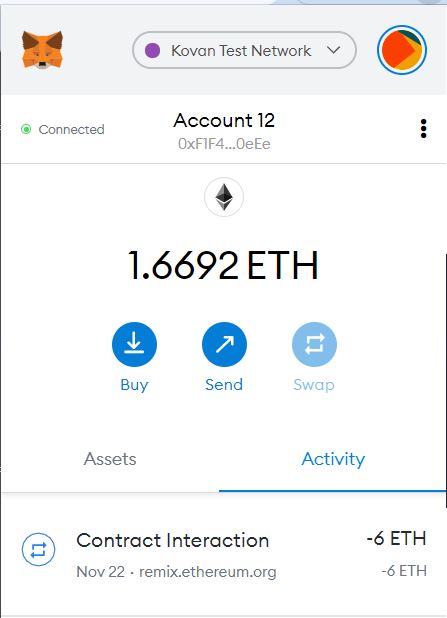 Kovan Test Network
Connected
Account 12
0xF1F4...0eEe
1.6692 ETH
Buy
Send
Swap
Assets
Activity
Contract Interaction
-6 ETH
Nov 22 · remix.ethereum.org
-6 ETH